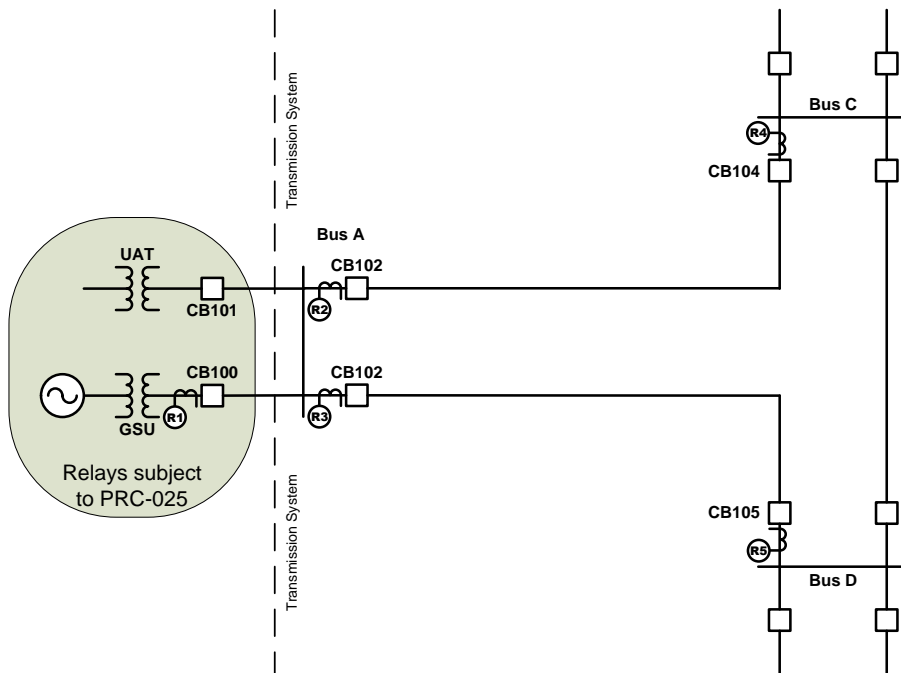 Transmission System
Bus C
R4
CB104
Bus A
UAT
CB102
CB101
R2
CB100
CB102
R1
R3
GSU
Relays subject
to PRC-025
Transmission System
CB105
R5
Bus D